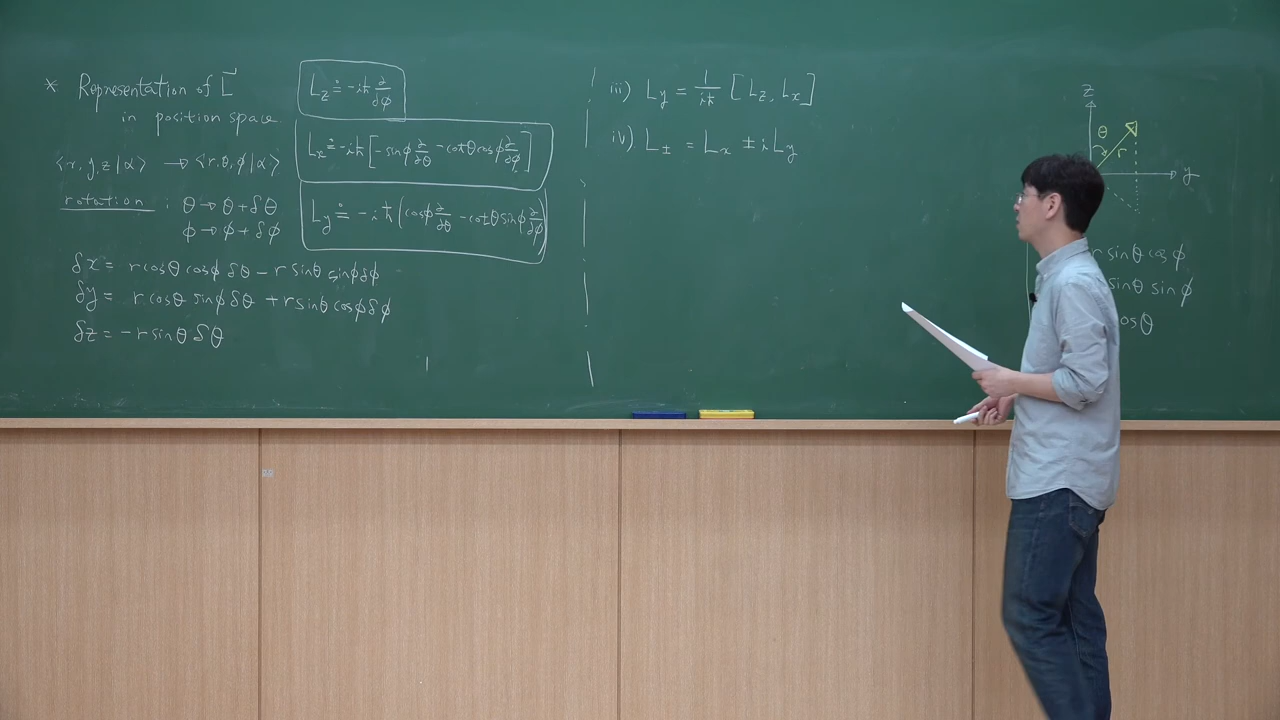 * Representation of L⃗
in position space
⟨x, y, z|α⟩ → ⟨r, θ, φ|α⟩
rotation : θ → θ + δθ
φ → φ + δφ
δx = r cosθ cosφ δθ − r sinθ sinφ δφ
δy = r cosθ sinφ δθ + r sinθ cosφ δφ
δz = − r sinθ δθ
L_z ≐ −iħ ∂/∂φ
L_x ≐ −iħ [−sinφ ∂/∂θ − cotθ cosφ ∂/∂φ]
L_y ≐ −iħ (cosφ ∂/∂θ − cotθ sinφ ∂/∂φ)
iii) L_y = 1/iħ [L_z, L_x]
iv) L_± = L_x ± iL_y
z
θ
r
y
r sinθ cosφ
sinθ sinφ
osθ